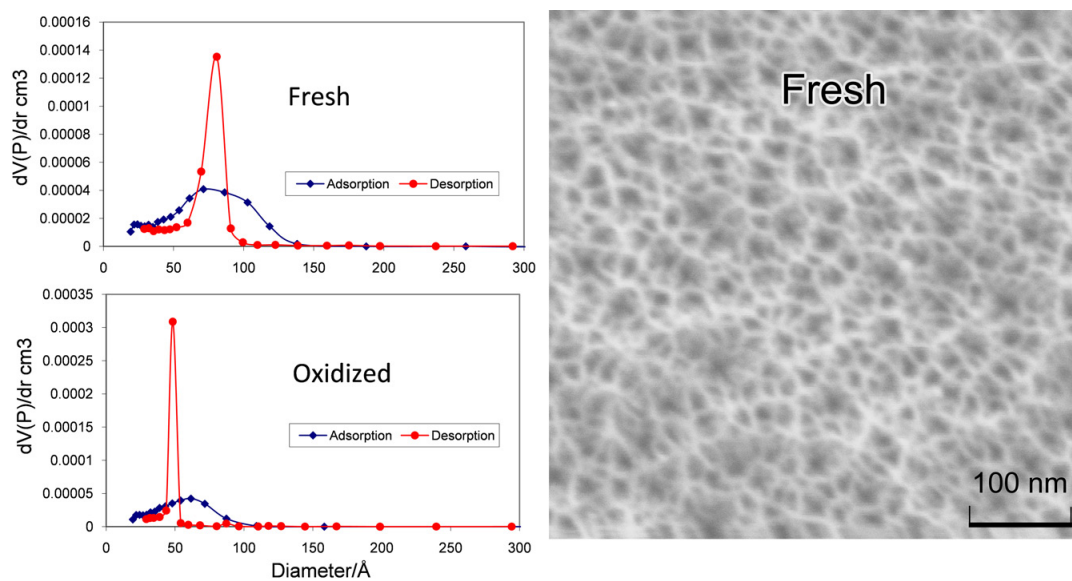 dV(P)/dr cm3
0.00016
0.00014
0.00012
0.0001
0.00008
0.00006
0.00004
0.00002
0
Fresh
Adsorption Desorption
0 50 100 150 200 250 300
dV(P)/dr cm3
0.00035
0.0003
0.00025
0.0002
0.00015
0.0001
0.00005
0
Oxidized
Adsorption Desorption
0 50 100 150 200 250 300
Diameter/Å
Fresh
100 nm